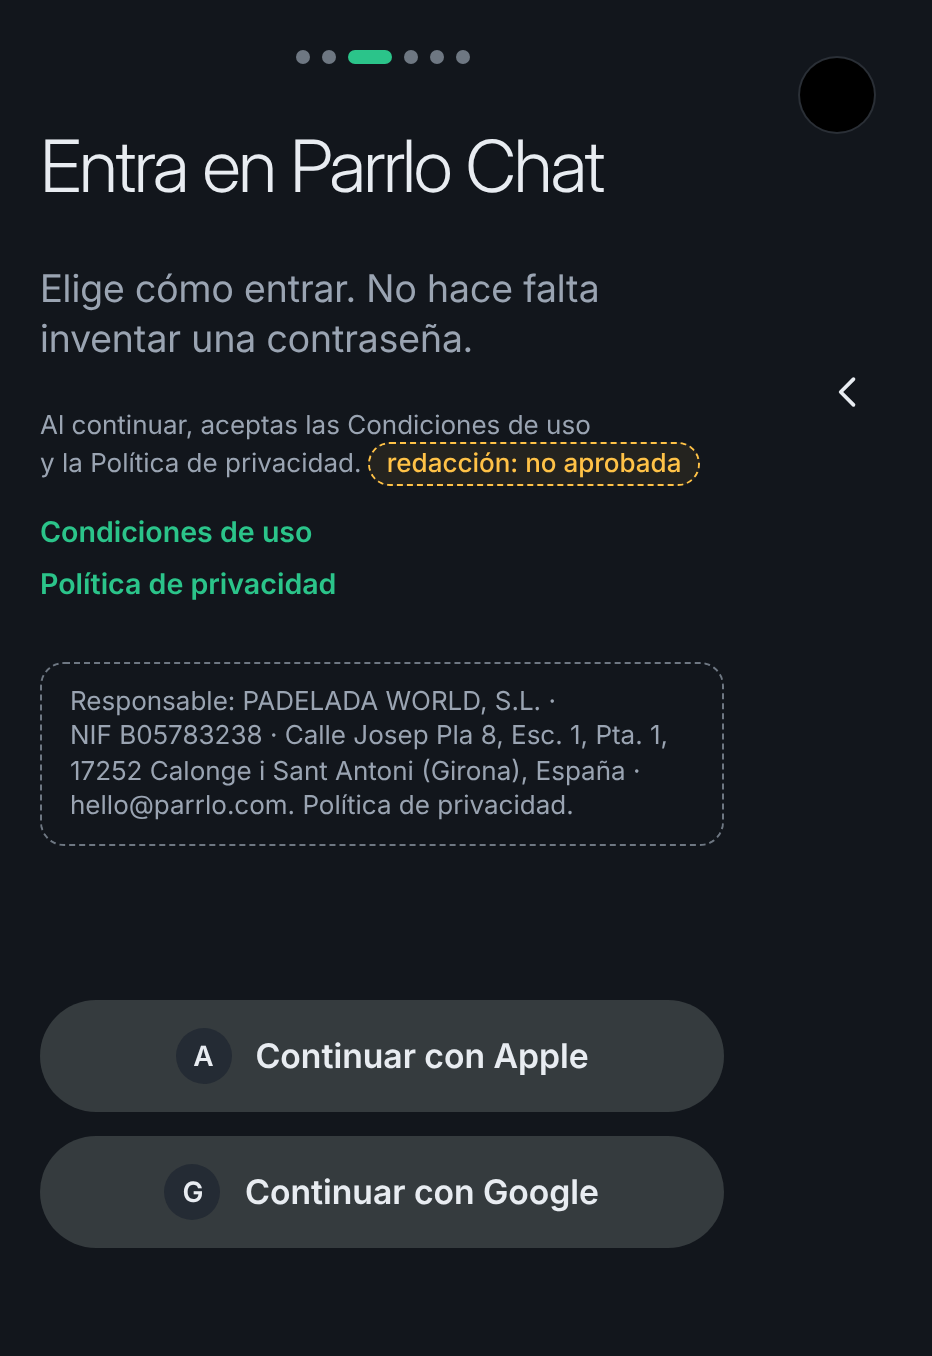 Entra en Parrlo Chat
Elige cómo entrar. No hace falta
inventar una contraseña.
Al continuar, aceptas las Condiciones de uso
y la Política de privacidad. redacción: no aprobada
Condiciones de uso
Política de privacidad
Responsable: PADELADA WORLD, S.L. ·
NIF B05783238 · Calle Josep Pla 8, Esc. 1, Pta. 1,
17252 Calonge i Sant Antoni (Girona), España ·
hello@parrlo.com. Política de privacidad.
A Continuar con Apple
G Continuar con Google